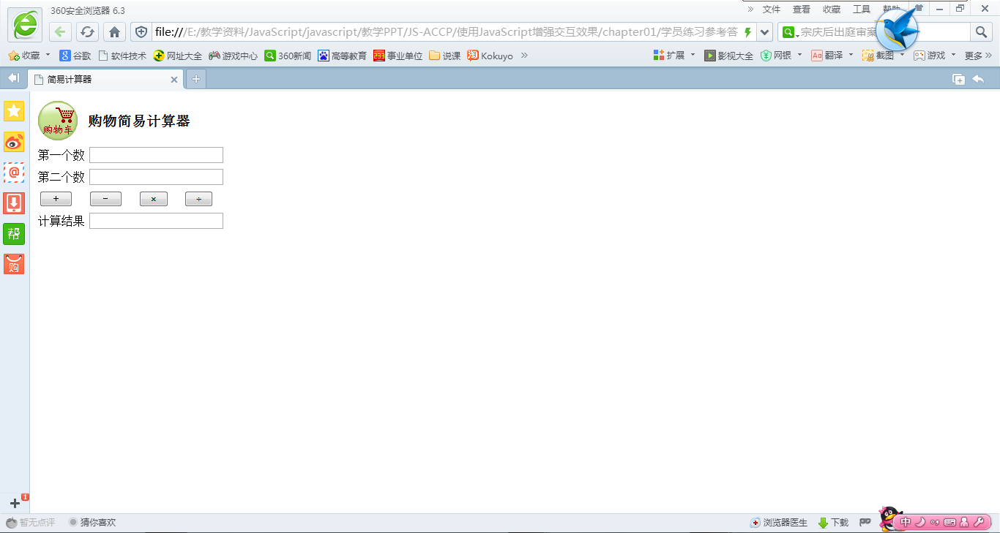 360安全浏览器 6.3
» 文件 查看 收藏 工具 帮助
file:///E:/教学资料/JavaScript/javascript/教学PPT/JS-ACCP/使用JavaScript增强交互效果/chapter01/学员练习参考答
宗庆后出庭审案
收藏 谷歌 软件技术 网址大全 游戏中心 360新闻 高等教育 事业单位 说课 Kokuyo » 扩展 影视大全 网银 翻译 截图 游戏 更多 »
简易计算器
购物车 购物简易计算器
第一个数
第二个数
+ − × ÷
计算结果
帮
购
1
暂无点评 猜你喜欢 浏览器医生 下载 中